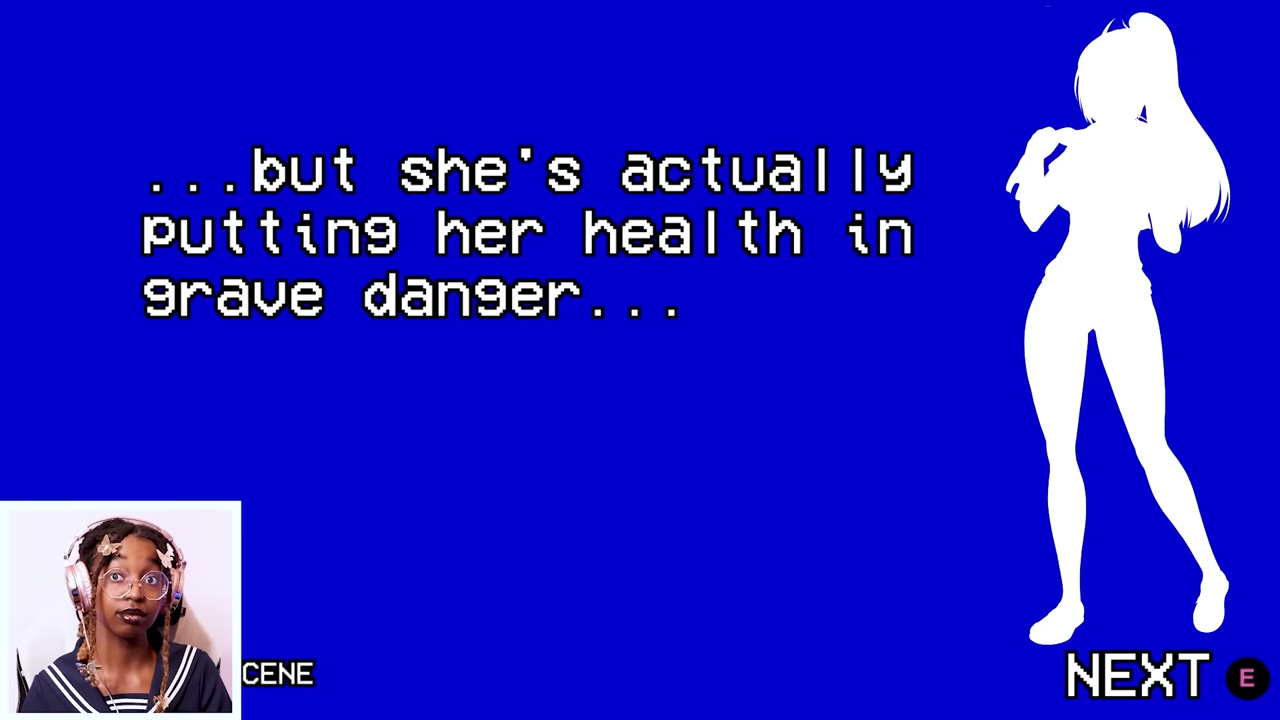 ...but she's actually
putting her health in
grave danger...
CENE
NEXT E